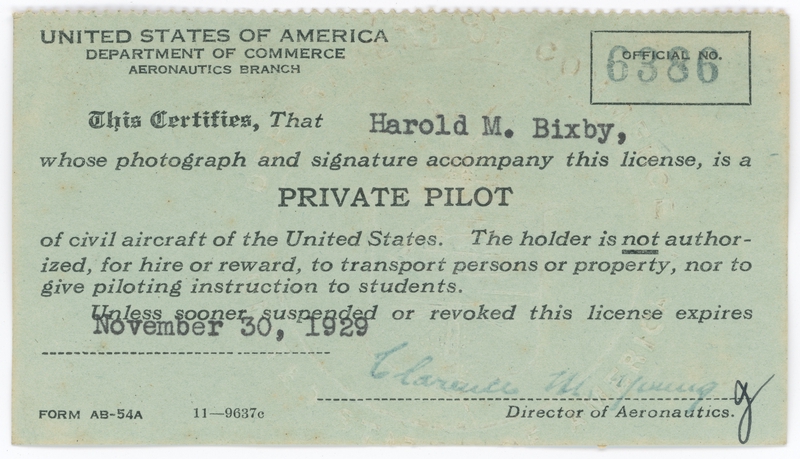 UNITED STATES OF AMERICA
DEPARTMENT OF COMMERCE
AERONAUTICS BRANCH
OFFICIAL NO.
6386
This Certifies, That Harold M. Bixby,
whose photograph and signature accompany this license, is a
PRIVATE PILOT
of civil aircraft of the United States. The holder is not author-
ized, for hire or reward, to transport persons or property, nor to
give piloting instruction to students.
Unless sooner suspended or revoked this license expires
November 30, 1929
Clarence M. Young
Director of Aeronautics.
FORM AB-54A 11—9637c